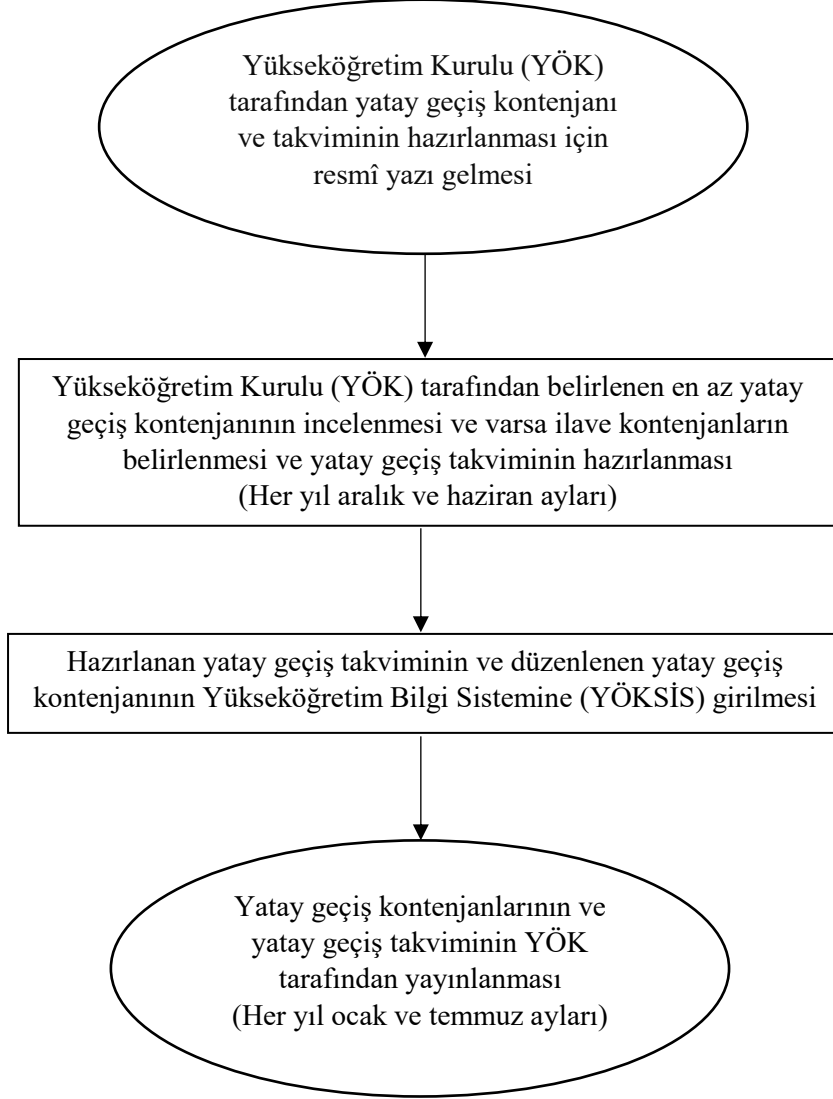 Yükseköğretim Kurulu (YÖK)
tarafından yatay geçiş kontenjanı
ve takviminin hazırlanması için
resmî yazı gelmesi
Yükseköğretim Kurulu (YÖK) tarafından belirlenen en az yatay
geçiş kontenjanının incelenmesi ve varsa ilave kontenjanların
belirlenmesi ve yatay geçiş takviminin hazırlanması
(Her yıl aralık ve haziran ayları)
Hazırlanan yatay geçiş takviminin ve düzenlenen yatay geçiş
kontenjanının Yükseköğretim Bilgi Sistemine (YÖKSİS) girilmesi
Yatay geçiş kontenjanlarının ve
yatay geçiş takviminin YÖK
tarafından yayınlanması
(Her yıl ocak ve temmuz ayları)